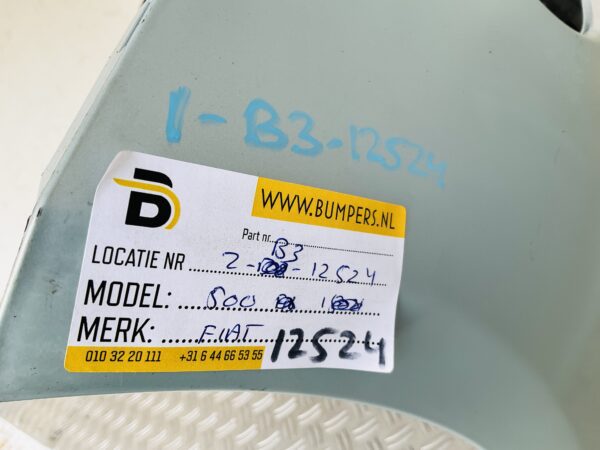 1-B3-12524
WWW.BUMPERS.NL
Part nr.
B3
LOCATIE NR 2- -12524
MODEL: 500
MERK: FIAT 12524
010 32 20 111 +31 6 44 66 53 55